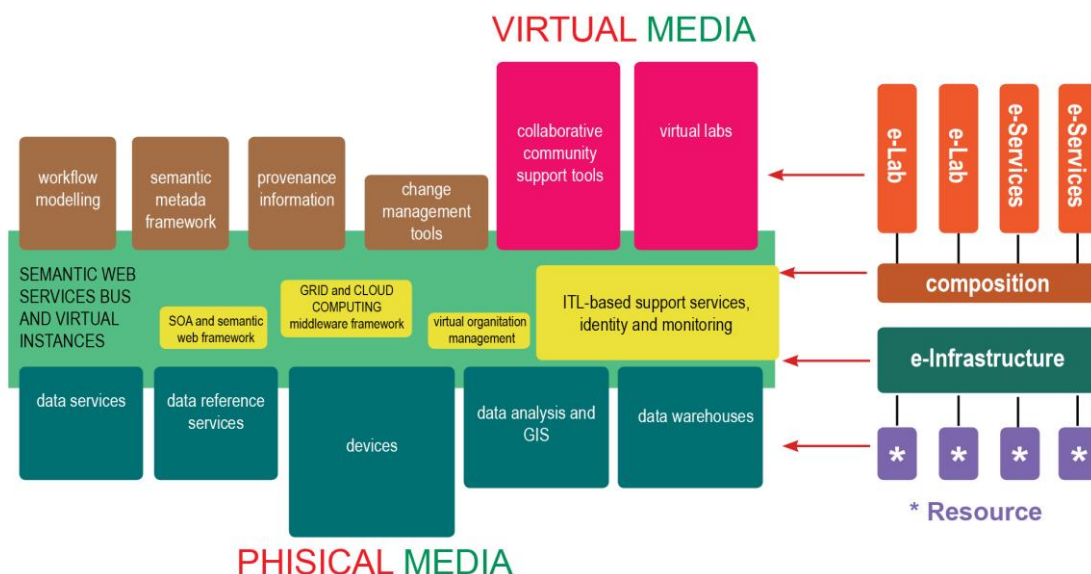 VIRTUAL MEDIA
workflow
modelling
semantic
metada
framework
provenance
information
change
management
tools
collaborative
community
support tools
virtual labs
e-Lab
e-Lab
e-Services
e-Services
SEMANTIC WEB
SERVICES BUS
AND VIRTUAL
INSTANCES
SOA and semantic
web framework
GRID and CLOUD
COMPUTING
middleware framework
virtual organitation
management
ITL-based support services,
identity and monitoring
composition
e-Infrastructure
data services
data reference
services
devices
data analysis and
GIS
data warehouses
*
*
*
*
* Resource
PHISICAL MEDIA